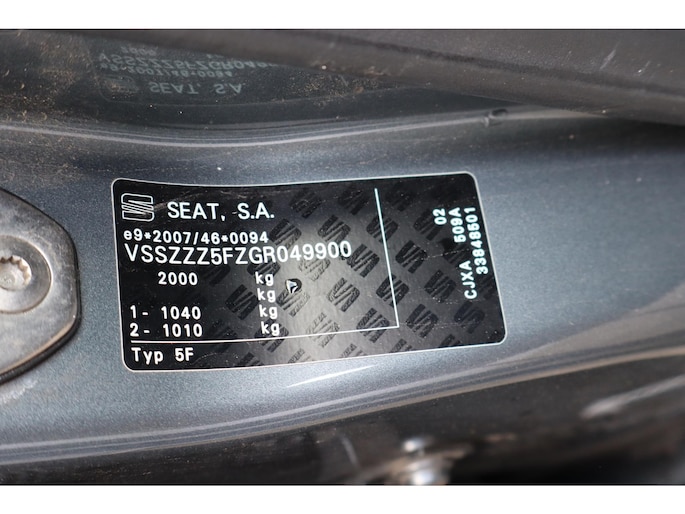 SEAT, S.A.
e9*2007/46*0094
VSSZZZ5FZGR049900
2000 kg
kg
1- 1040 kg
2- 1010 kg
Typ 5F
02
CJXA 509A
33848501